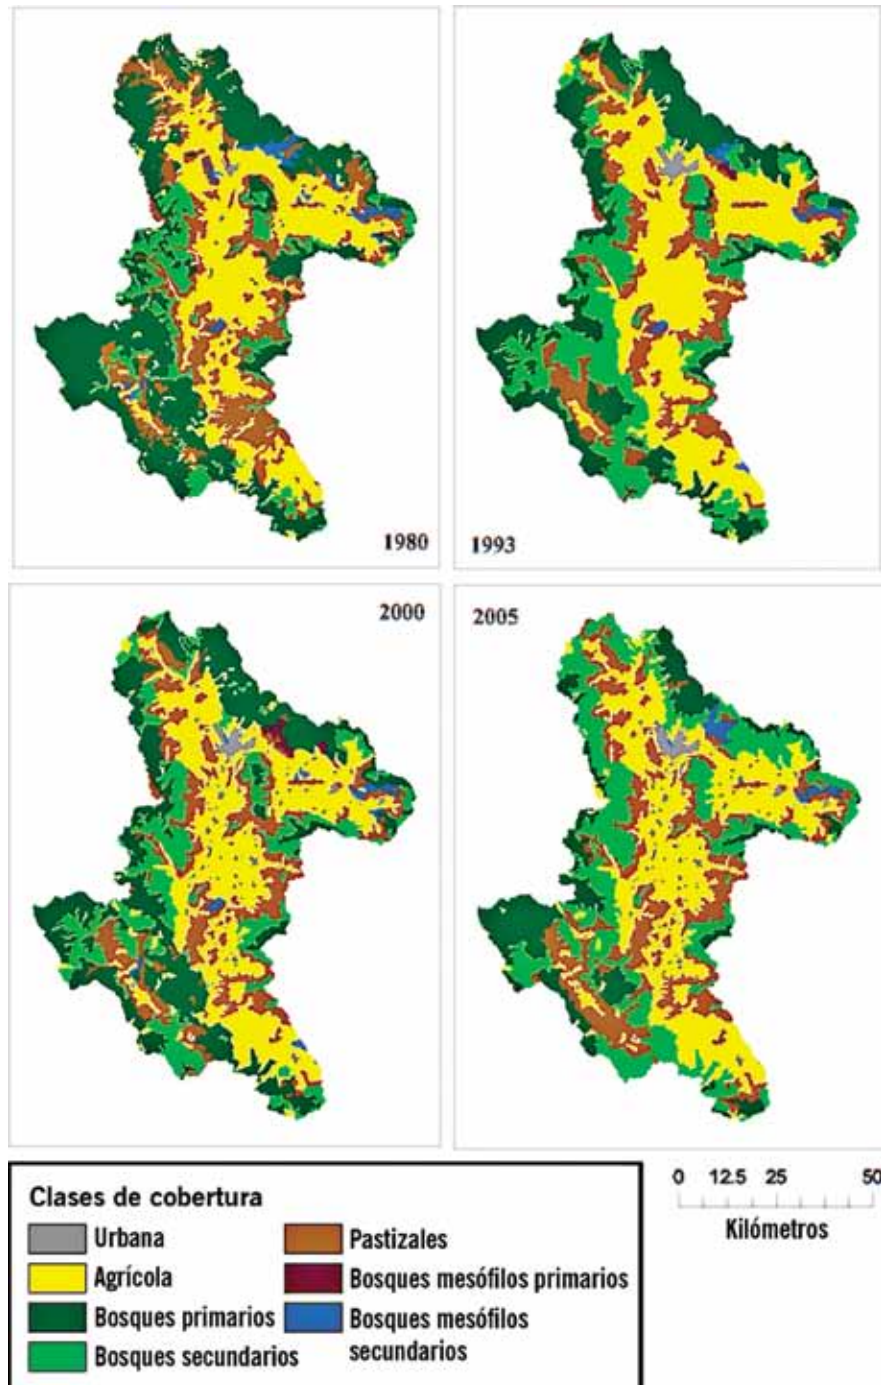 1980
1993
2000
2005
Clases de cobertura
Urbana
Agrícola
Bosques primarios
Bosques secundarios
Pastizales
Bosques mesófilos primarios
Bosques mesófilos
secundarios
0 12.5 25 50
Kilómetros